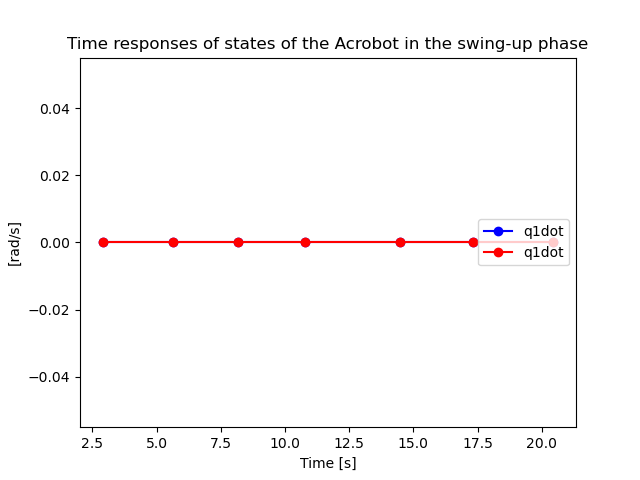 Time responses of states of the Acrobot in the swing-up phase
0.04
0.02
0.00
−0.02
−0.04
[rad/s]
q1dot
q1dot
2.5 5.0 7.5 10.0 12.5 15.0 17.5 20.0
Time [s]